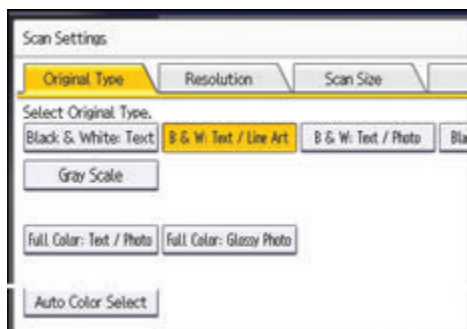 Scan Settings
Original Type Resolution Scan Size
Select Original Type.
Black & White: Text B & W: Text / Line Art B & W: Text / Photo Bla
Gray Scale
Full Color: Text / Photo Full Color: Glossy Photo
Auto Color Select